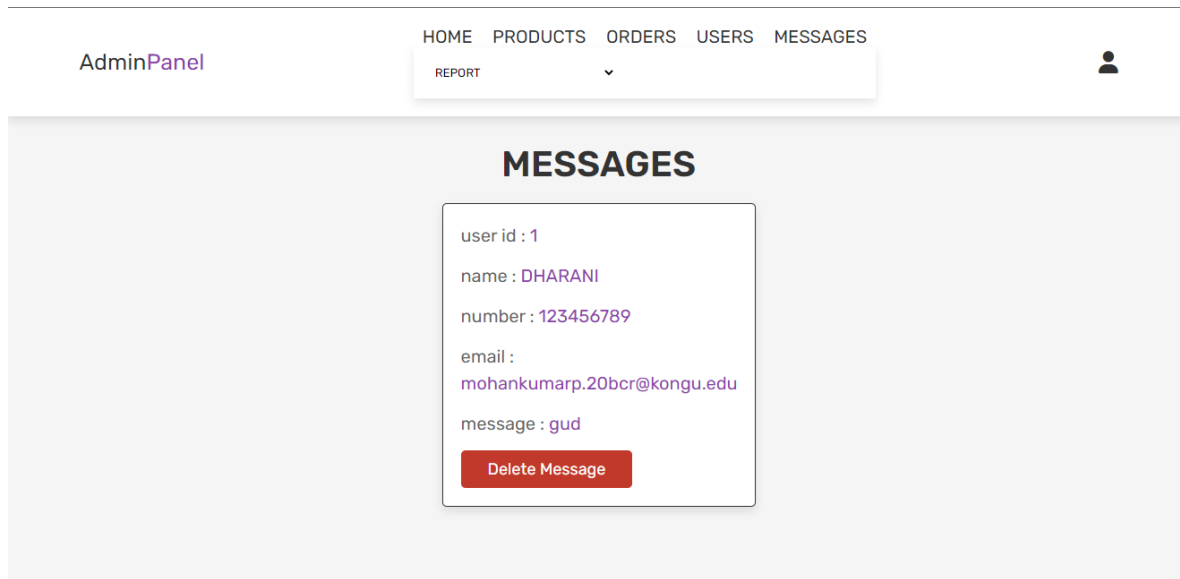 AdminPanel
HOME PRODUCTS ORDERS USERS MESSAGES
REPORT
MESSAGES
user id : 1
name : DHARANI
number : 123456789
email :
mohankumarp.20bcr@kongu.edu
message : gud
Delete Message